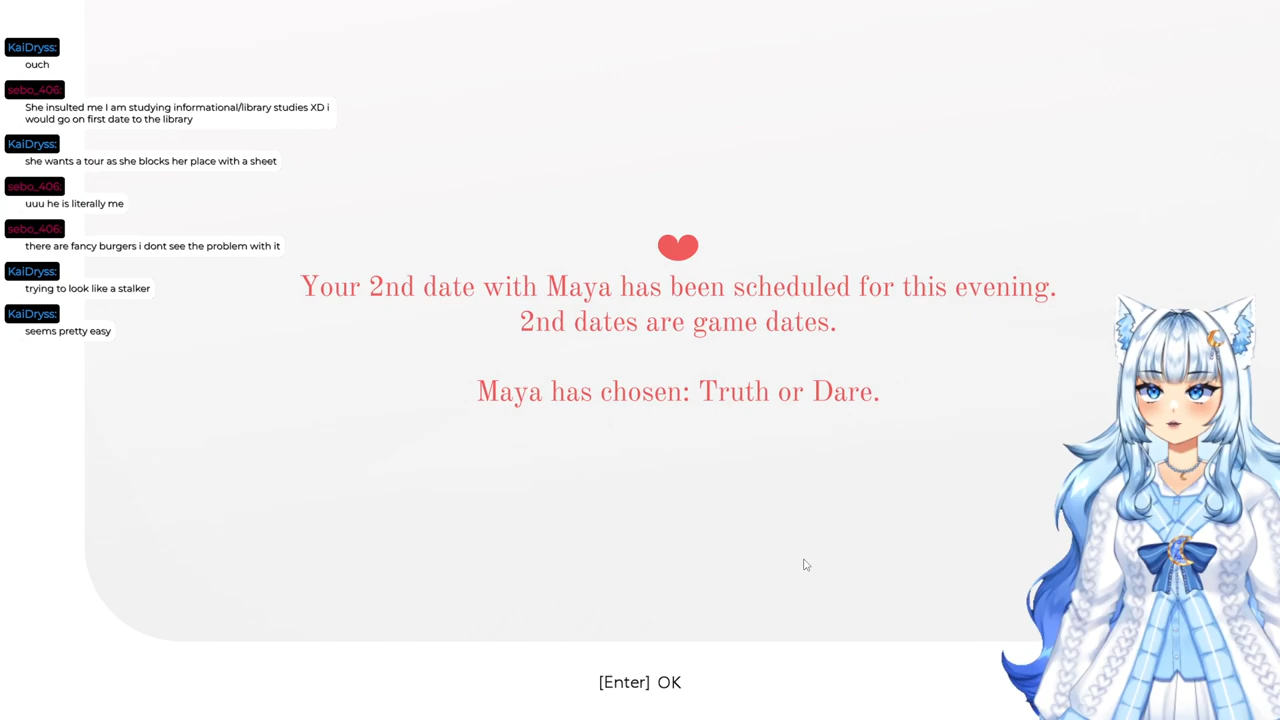 KaiDryss:
ouch
sebo_406:
She insulted me I am studying informational/library studies XD i
would go on first date to the library
KaiDryss:
she wants a tour as she blocks her place with a sheet
sebo_406:
uuu he is literally me
sebo_406:
there are fancy burgers i dont see the problem with it
KaiDryss:
trying to look like a stalker
KaiDryss:
seems pretty easy
Your 2nd date with Maya has been scheduled for this evening.
2nd dates are game dates.
Maya has chosen: Truth or Dare.
[Enter] OK